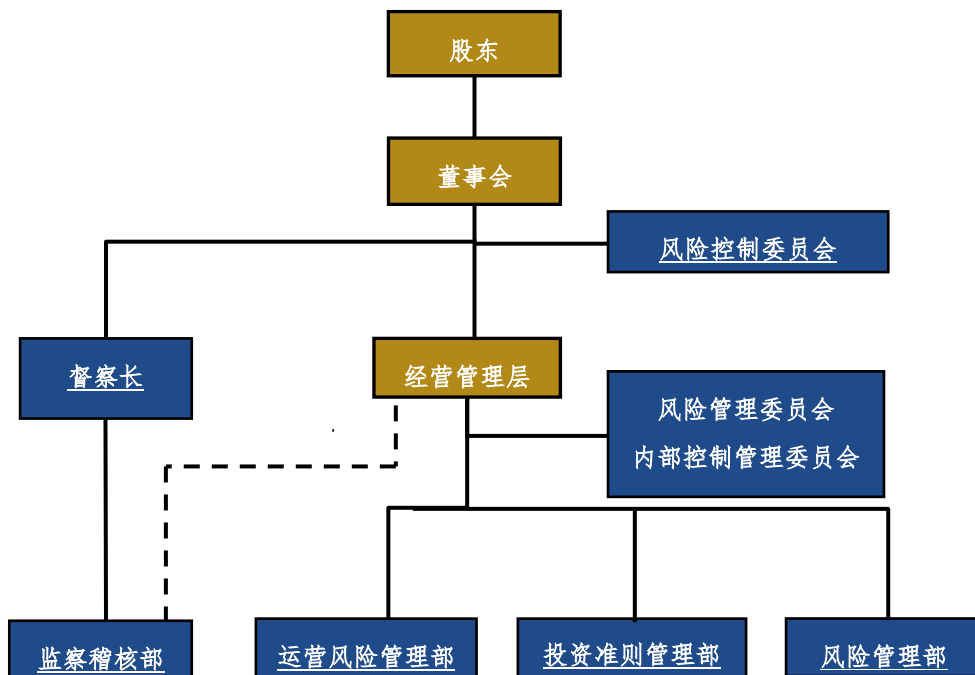 股东
董事会
风险控制委员会
督察长
经营管理层
风险管理委员会
内部控制管理委员会
监察稽核部
运营风险管理部
投资准则管理部
风险管理部